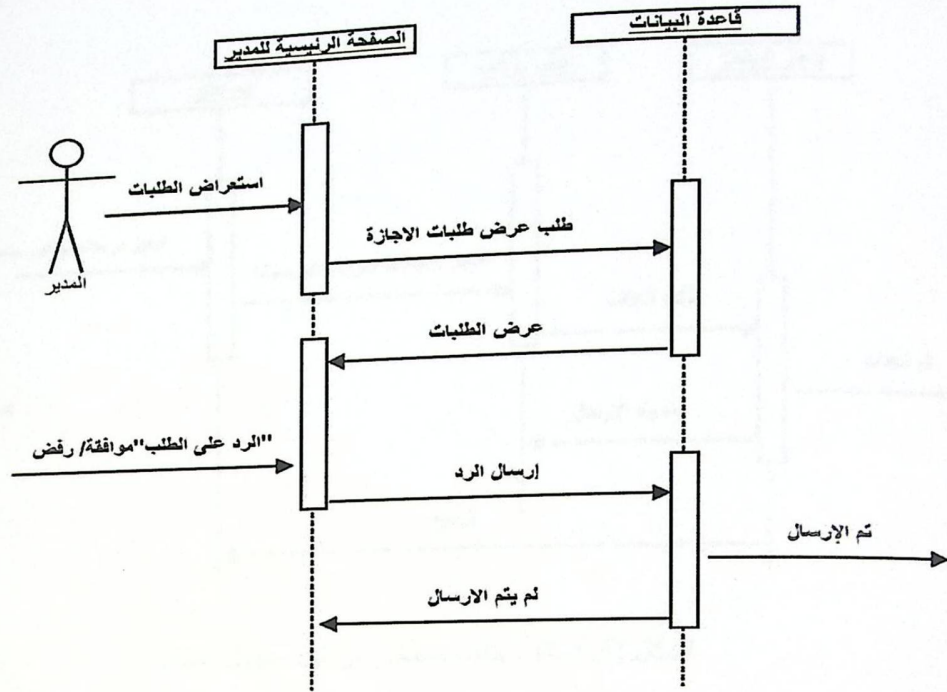 قاعدة البيانات
الصفحة الرئيسية للمدير
استعراض الطلبات
طلب عرض طلبات الاجازة
المدير
عرض الطلبات
"الرد على الطلب"موافقة/ رفض
إرسال الرد
تم الإرسال
لم يتم الارسال